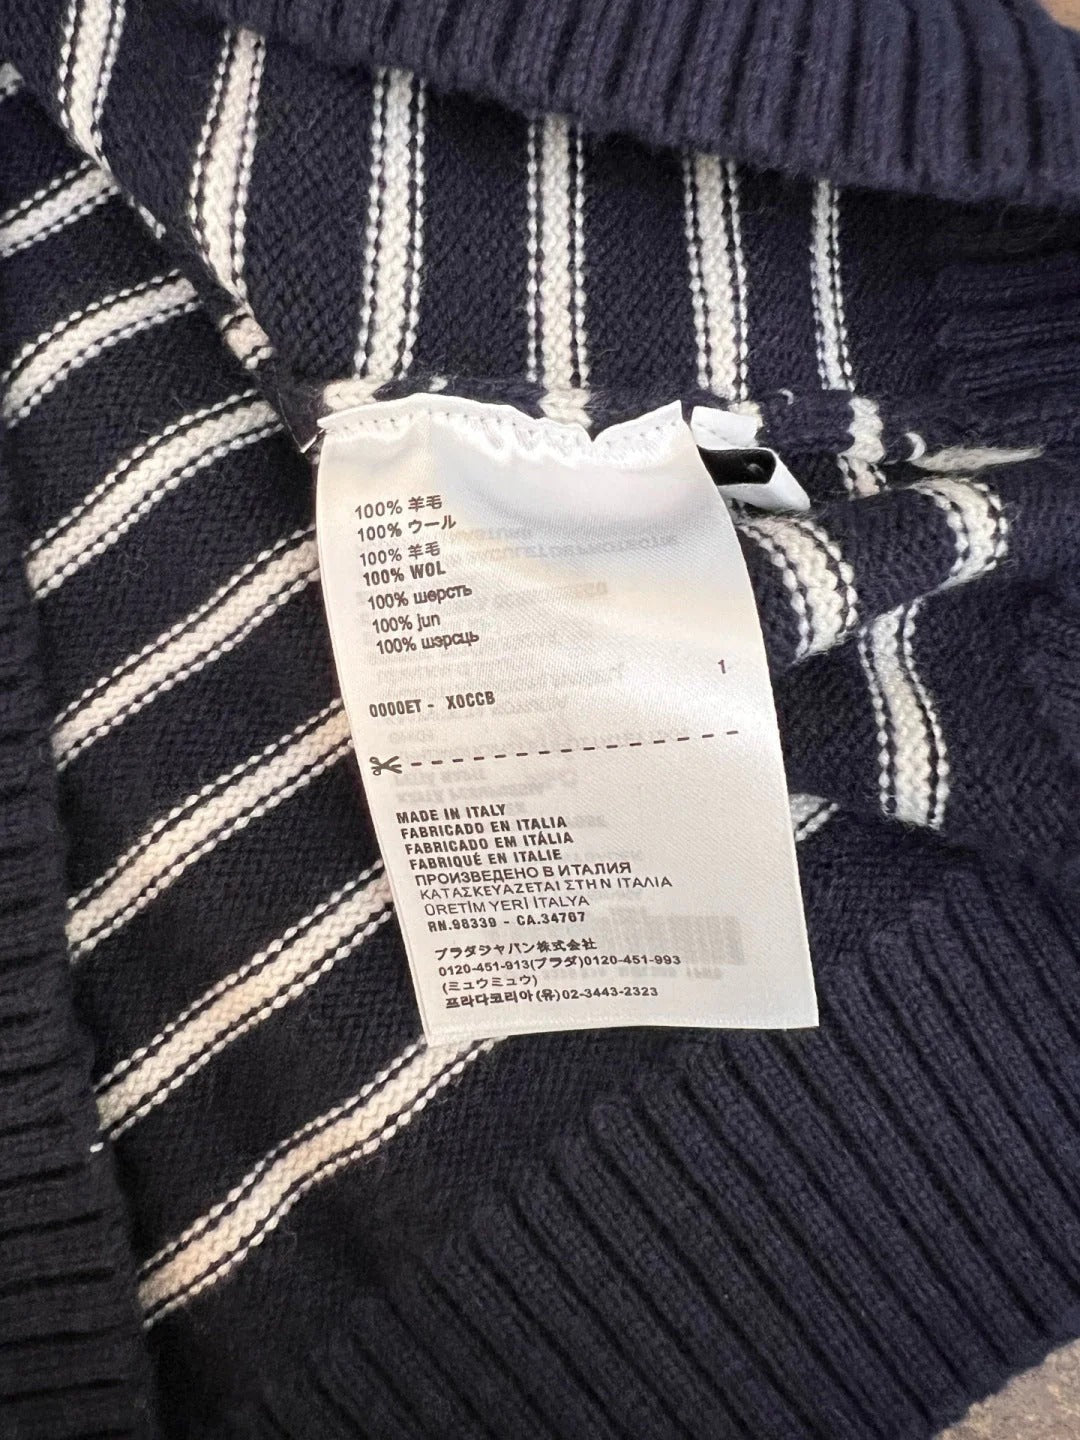 100% 羊毛
100% ウール
100% 羊毛
100% WOL
100% шерсть
100% jun
100% шэрсць
1
0000ET - X0CCB
MADE IN ITALY
FABRICADO EN ITALIA
FABRICADO EM ITÁLIA
FABRIQUÉ EN ITALIE
ПРОИЗВЕДЕНО В ИТАЛИЯ
ΚΑΤΑΣΚΕΥΑΖΕΤΑΙ ΣΤΗΝ ΙΤΑΛΙΑ
ÜRETİM YERİ İTALYA
RN.98339 - CA.34707
プラダジャパン株式会社
0120-451-913(プラダ)0120-451-993
(ミュウミュウ)
프라다코리아(유)02-3443-2323